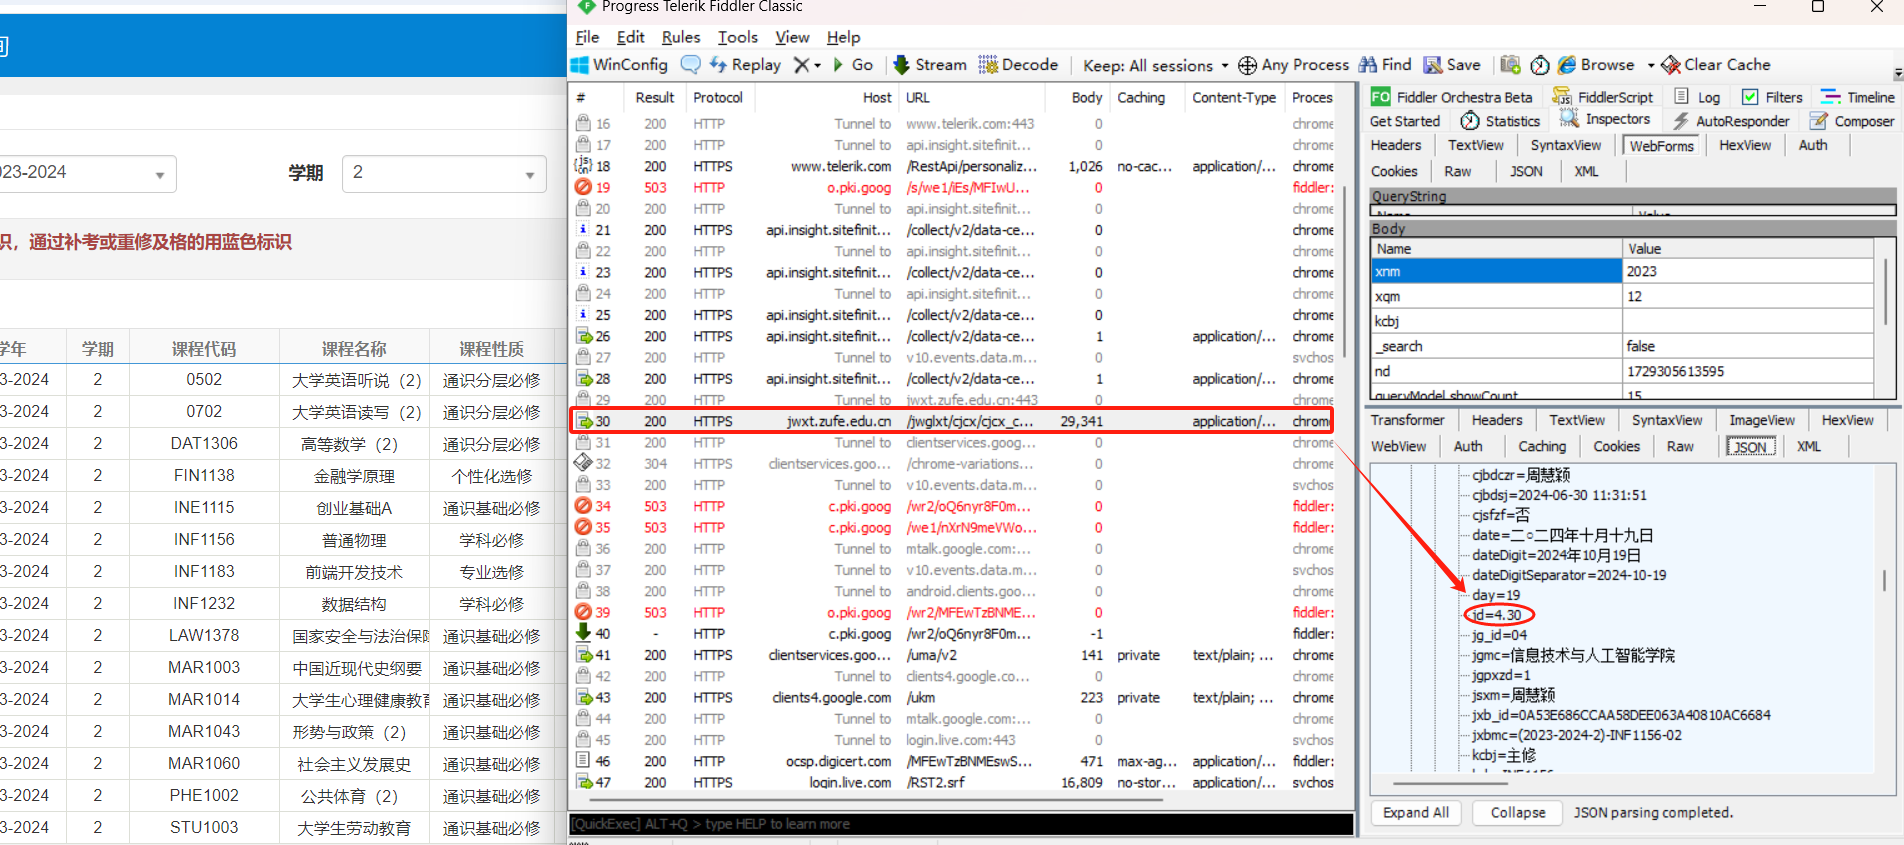 Progress Telerik Fiddler Classic
File Edit Rules Tools View Help
WinConfig Replay Go Stream Decode Keep: All sessions Any Process Find Save Browse Clear Cache
023-2024
学期
2
识，通过补考或重修及格的用蓝色标识
学年 学期 课程代码 课程名称 课程性质
3-2024 2 0502 大学英语听说（2） 通识分层必修
3-2024 2 0702 大学英语读写（2） 通识分层必修
3-2024 2 DAT1306 高等数学（2） 通识分层必修
3-2024 2 FIN1138 金融学原理 个性化选修
3-2024 2 INE1115 创业基础A 通识基础必修
3-2024 2 INF1156 普通物理 学科必修
3-2024 2 INF1183 前端开发技术 专业选修
3-2024 2 INF1232 数据结构 学科必修
3-2024 2 LAW1378 国家安全与法治保障 通识基础必修
3-2024 2 MAR1003 中国近现代史纲要 通识基础必修
3-2024 2 MAR1014 大学生心理健康教育 通识基础必修
3-2024 2 MAR1043 形势与政策（2） 通识基础必修
3-2024 2 MAR1060 社会主义发展史 通识基础必修
3-2024 2 PHE1002 公共体育（2） 通识基础必修
3-2024 2 STU1003 大学生劳动教育 通识基础必修
# Result Protocol Host URL Body Caching Content-Type Proces
16 200 HTTP Tunnel to www.telerik.com:443 0 chrome
17 200 HTTP Tunnel to api.insight.sitefinit... 0 chrome
18 200 HTTPS www.telerik.com /RestApi/personaliz... 1,026 no-cac... application/... chrome
19 503 HTTP o.pki.goog /s/we1/iEs/MFIwU... 0 fiddler:
20 200 HTTP Tunnel to api.insight.sitefinit... 0 chrome
21 200 HTTPS api.insight.sitefinit... /collect/v2/data-ce... 0 chrome
22 200 HTTP Tunnel to api.insight.sitefinit... 0 chrome
23 200 HTTPS api.insight.sitefinit... /collect/v2/data-ce... 0 chrome
24 200 HTTP Tunnel to api.insight.sitefinit... 0 chrome
25 200 HTTPS api.insight.sitefinit... /collect/v2/data-ce... 0 chrome
26 200 HTTPS api.insight.sitefinit... /collect/v2/data-ce... 1 application/... chrome
27 200 HTTP Tunnel to v10.events.data.m... 0 svchos
28 200 HTTPS api.insight.sitefinit... /collect/v2/data-ce... 1 application/... chrome
29 200 HTTP Tunnel to jwxt.zufe.edu.cn:443 0 chrome
30 200 HTTPS jwxt.zufe.edu.cn /jwglxt/cjcx/cjcx_c... 29,341 application/... chrome
31 200 HTTP Tunnel to clientservices.goog... 0 chrome
32 304 HTTPS clientservices.goo... /chrome-variations... 0 chrome
33 200 HTTP Tunnel to v10.events.data.m... 0 svchos
34 503 HTTP c.pki.goog /wr2/oQ6nyr8F0m... 0 fiddler:
35 503 HTTP c.pki.goog /we1/nXrN9meVWo... 0 fiddler:
36 200 HTTP Tunnel to mtalk.google.com:... 0 chrome
37 200 HTTP Tunnel to v10.events.data.m... 0 svchos
38 200 HTTP Tunnel to android.clients.goo... 0 chrome
39 503 HTTP o.pki.goog /wr2/MFEwTzBNME... 0 fiddler:
40 - HTTP c.pki.goog /wr2/oQ6nyr8F0m... -1 fiddler:
41 200 HTTPS clientservices.goo... /uma/v2 141 private text/plain; ... chrome
42 200 HTTP Tunnel to clients4.google.co... 0 chrome
43 200 HTTPS clients4.google.com /ukm 223 private text/plain; ... chrome
44 200 HTTP Tunnel to mtalk.google.com:... 0 chrome
45 200 HTTP Tunnel to login.live.com:443 0 svchos
46 200 HTTP ocsp.digicert.com /MFEwTzBNMEswS... 471 max-ag... application/... fiddler:
47 200 HTTPS login.live.com /RST2.srf 16,809 no-stor... application/... svchos
[QuickExec] ALT+Q > type HELP to learn more
FO Fiddler Orchestra Beta FiddlerScript Log Filters Timeline
Get Started Statistics Inspectors AutoResponder Composer
Headers TextView SyntaxView WebForms HexView Auth
Cookies Raw JSON XML
QueryString
Name Value
Body
Name Value
xnm 2023
xqm 12
kcbj
_search false
nd 1729305613595
queryModel.showCount 15
Transformer Headers TextView SyntaxView ImageView HexView
WebView Auth Caching Cookies Raw JSON XML
cjbdczr=周慧颖
cjbdsj=2024-06-30 11:31:51
cjsfzf=否
date=二○二四年十月十九日
dateDigit=2024年10月19日
dateDigitSeparator=2024-10-19
day=19
jd=4.30
jg_id=04
jgmc=信息技术与人工智能学院
jgpxzd=1
jsxm=周慧颖
jxb_id=0A53E686CCAA58DEE063A40810AC6684
jxbmc=(2023-2024-2)-INF1156-02
kcbj=主修
Expand All Collapse JSON parsing completed.